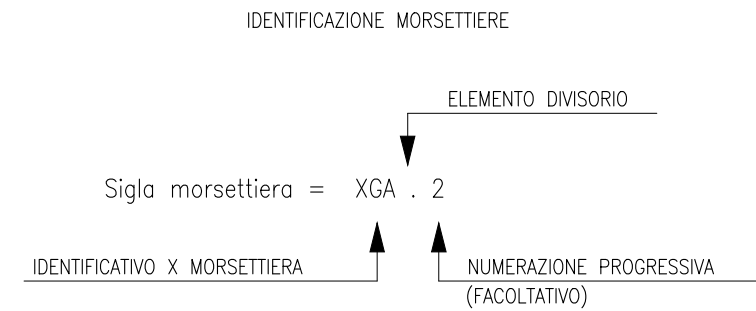 IDENTIFICAZIONE MORSETTIERE
ELEMENTO DIVISORIO
Sigla morsettiera = XGA . 2
IDENTIFICATIVO X MORSETTIERA
NUMERAZIONE PROGRESSIVA
(FACOLTATIVO)